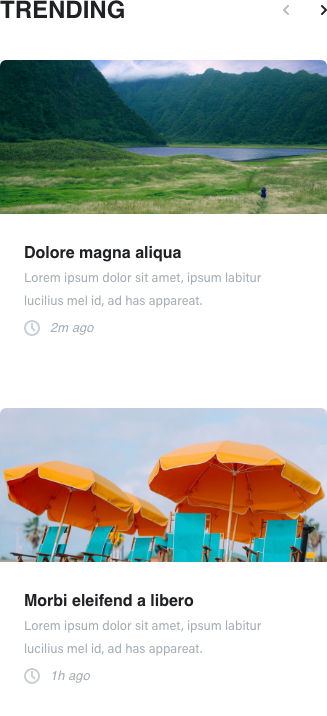 TRENDING
Dolore magna aliqua
Lorem ipsum dolor sit amet, ipsum labitur
lucilius mel id, ad has appareat.
2m ago
Morbi eleifend a libero
Lorem ipsum dolor sit amet, ipsum labitur
lucilius mel id, ad has appareat.
1h ago